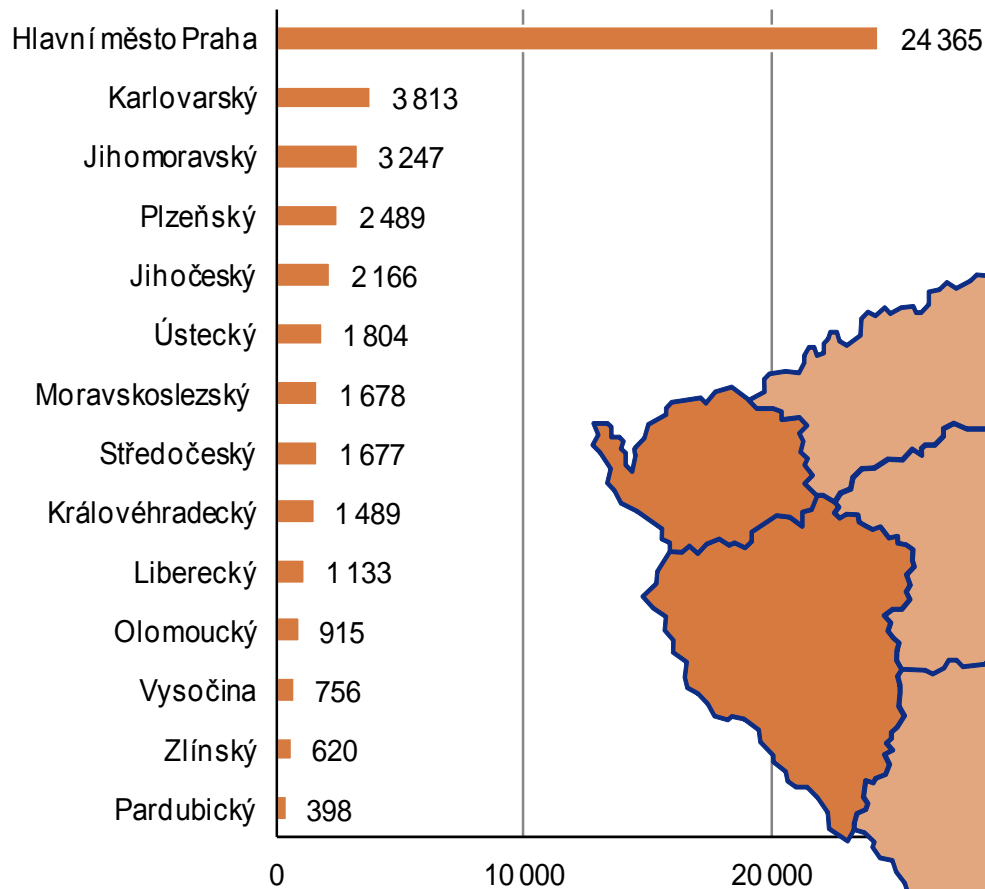 Hlavní město Praha 24 365
Karlovarský 3 813
Jihomoravský 3 247
Plzeňský 2 489
Jihočeský 2 166
Ústecký 1 804
Moravskoslezský 1 678
Středočeský 1 677
Královéhradecký 1 489
Liberecký 1 133
Olomoucký 915
Vysočina 756
Zlínský 620
Pardubický 398
0 10 000 20 000